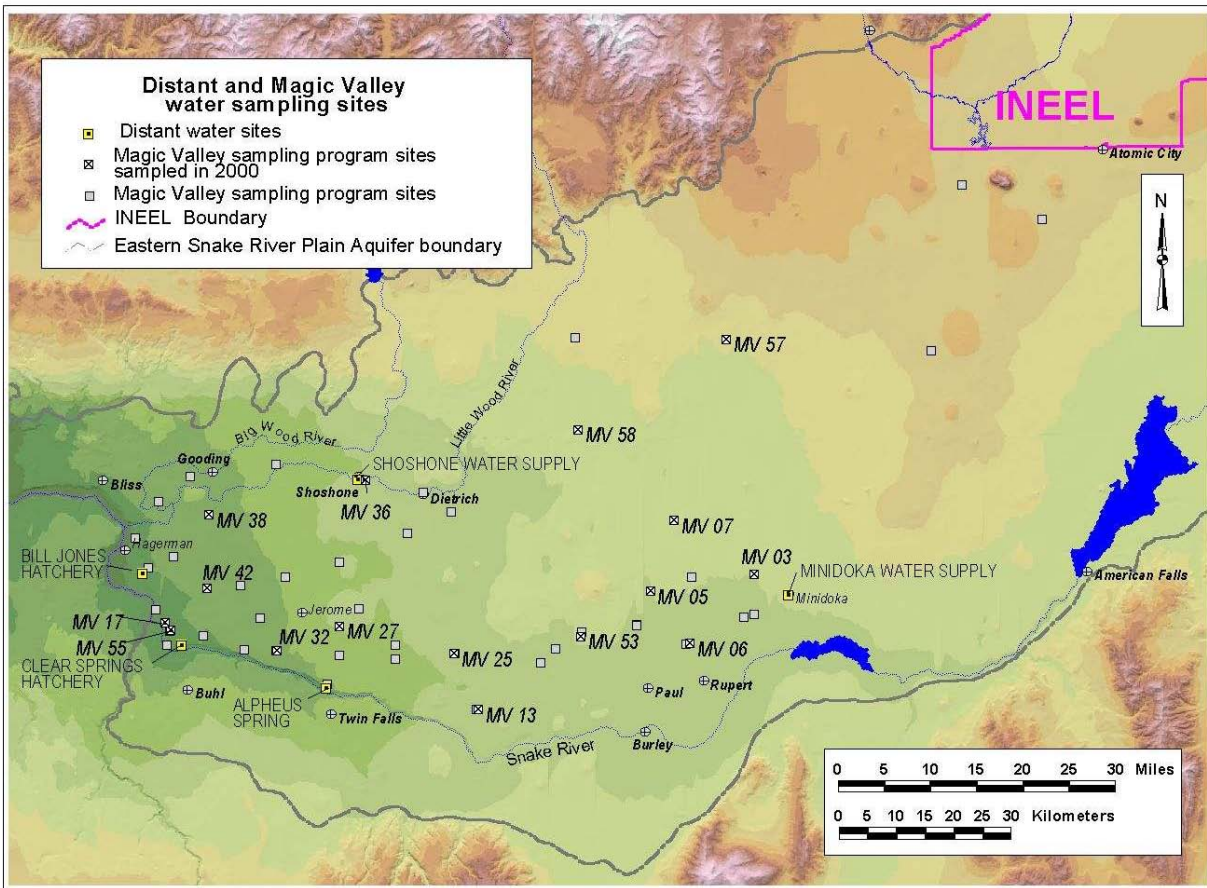 Distant and Magic Valley
water sampling sites
Distant water sites
Magic Valley sampling program sites
sampled in 2000
Magic Valley sampling program sites
INEEL Boundary
Eastern Snake River Plain Aquifer boundary
INEEL
Atomic City
N
MV 57
Little Wood River
MV 58
Big Wood River
Gooding
SHOSHONE WATER SUPPLY
Bliss
Shoshone
Dietrich
MV 36
MV 38
MV 07
Hagerman
BILL JONES
HATCHERY
MV 03
MINIDOKA WATER SUPPLY
American Falls
MV 42
MV 05
Minidoka
Jerome
MV 17
MV 27
MV 32
MV 53
MV 55
MV 06
MV 25
CLEAR SPRINGS
HATCHERY
Buhl
ALPHEUS
SPRING
Paul
Rupert
Twin Falls
MV 13
Snake River
Burley
0 5 10 15 20 25 30 Miles
0 5 10 15 20 25 30 Kilometers